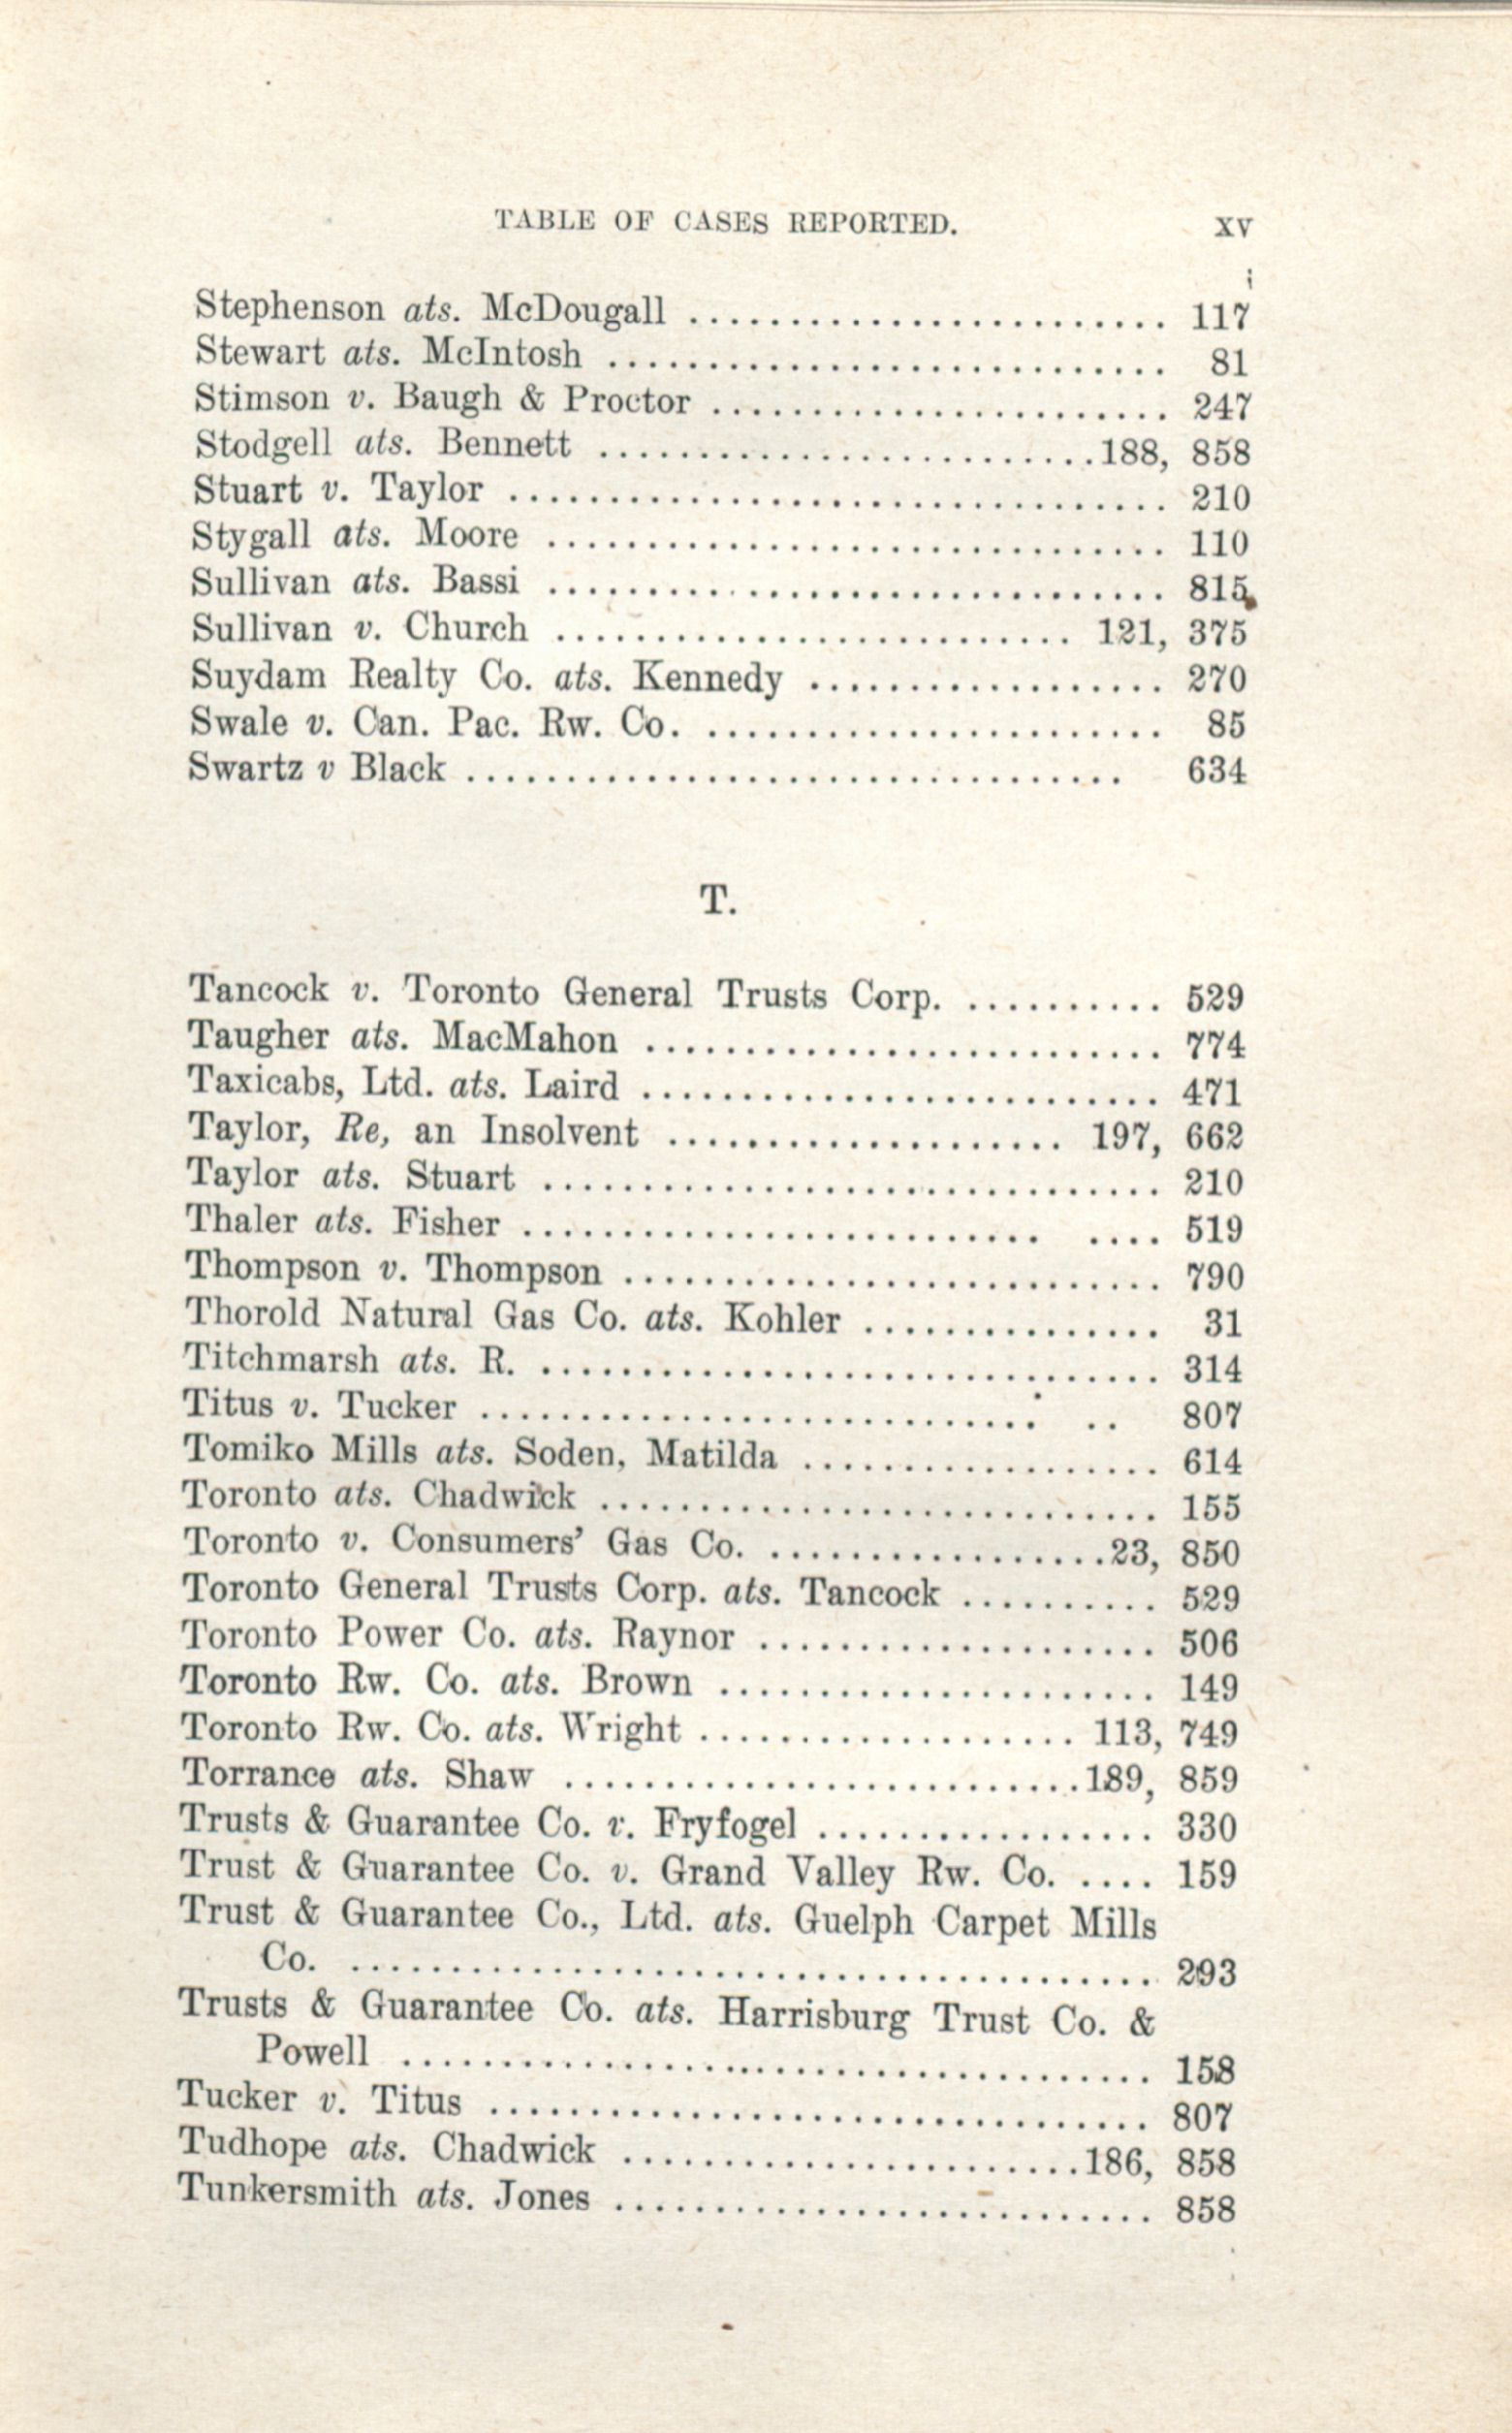 TABLE OF CASES REPORTED. XV
Stephenson ats. McDougall ........................ 117
Stewart ats. McIntosh ............................ 81
Stimson v. Baugh & Proctor ....................... 247
Stodgell ats. Bennett .........................188, 858
Stuart v. Taylor ................................. 210
Stygall ats. Moore ............................... 110
Sullivan ats. Bassi ............................... 815
Sullivan v. Church .......................... 121, 375
Suydam Realty Co. ats. Kennedy .................. 270
Swale v. Can. Pac. Rw. Co. ....................... 85
Swartz v Black ................................. 634
T.
Tancock v. Toronto General Trusts Corp. .......... 529
Taugher ats. MacMahon .......................... 774
Taxicabs, Ltd. ats. Laird .......................... 471
Taylor, Re, an Insolvent .................... 197, 662
Taylor ats. Stuart ............................... 210
Thaler ats. Fisher .......................... .... 519
Thompson v. Thompson ........................... 790
Thorold Natural Gas Co. ats. Kohler ............... 31
Titchmarsh ats. R. ............................... 314
Titus v. Tucker ............................ .. 807
Tomiko Mills ats. Soden, Matilda .................. 614
Toronto ats. Chadwick ............................ 155
Toronto v. Consumers' Gas Co. .................23, 850
Toronto General Trusts Corp. ats. Tancock .......... 529
Toronto Power Co. ats. Raynor .................... 506
Toronto Rw. Co. ats. Brown ...................... 149
Toronto Rw. Co. ats. Wright ................... 113, 749
Torrance ats. Shaw ..........................189, 859
Trusts & Guarantee Co. v. Fryfogel ................. 330
Trust & Guarantee Co. v. Grand Valley Rw. Co. .... 159
Trust & Guarantee Co., Ltd. ats. Guelph Carpet Mills
Co. ........................................ 293
Trusts & Guarantee Co. ats. Harrisburg Trust Co. &
Powell ...................................... 158
Tucker v. Titus ................................. 807
Tudhope ats. Chadwick .......................186, 858
Tunkersmith ats. Jones ........................... 858